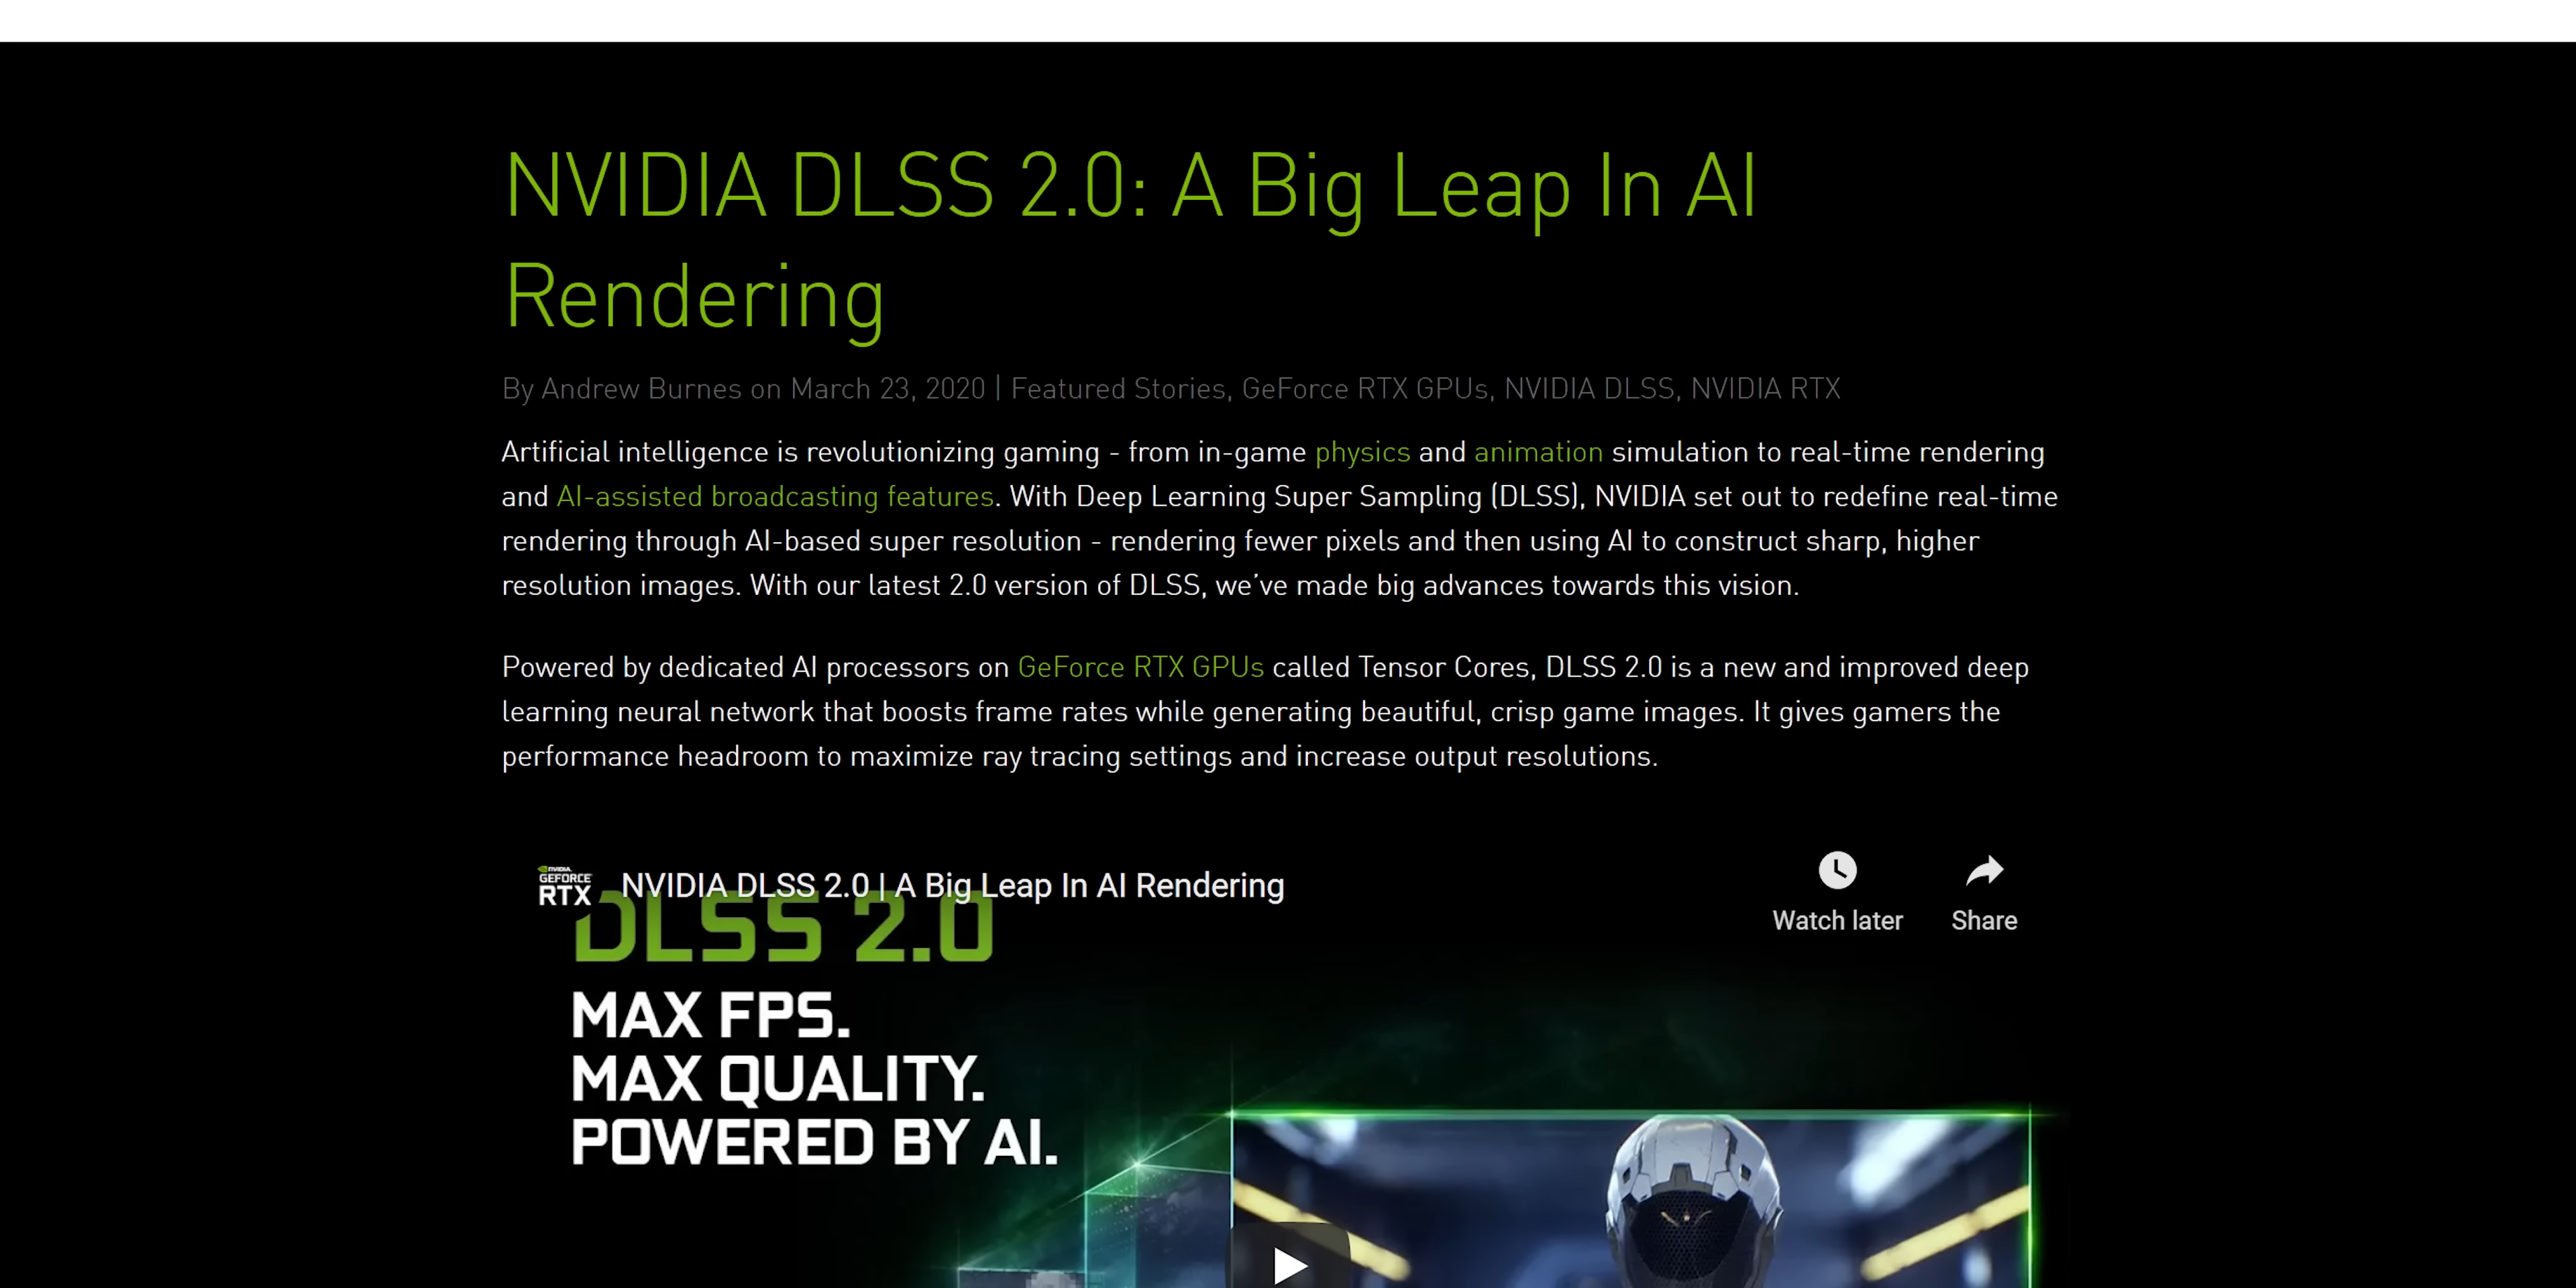 NVIDIA DLSS 2.0: A Big Leap In AI
Rendering
By Andrew Burnes on March 23, 2020 | Featured Stories, GeForce RTX GPUs, NVIDIA DLSS, NVIDIA RTX
Artificial intelligence is revolutionizing gaming - from in-game physics and animation simulation to real-time rendering
and AI-assisted broadcasting features. With Deep Learning Super Sampling (DLSS), NVIDIA set out to redefine real-time
rendering through AI-based super resolution - rendering fewer pixels and then using AI to construct sharp, higher
resolution images. With our latest 2.0 version of DLSS, we’ve made big advances towards this vision.
Powered by dedicated AI processors on GeForce RTX GPUs called Tensor Cores, DLSS 2.0 is a new and improved deep
learning neural network that boosts frame rates while generating beautiful, crisp game images. It gives gamers the
performance headroom to maximize ray tracing settings and increase output resolutions.
NVIDIA
GEFORCE
RTX
NVIDIA DLSS 2.0 | A Big Leap In AI Rendering
Watch later
Share
DLSS 2.0
MAX FPS.
MAX QUALITY.
POWERED BY AI.